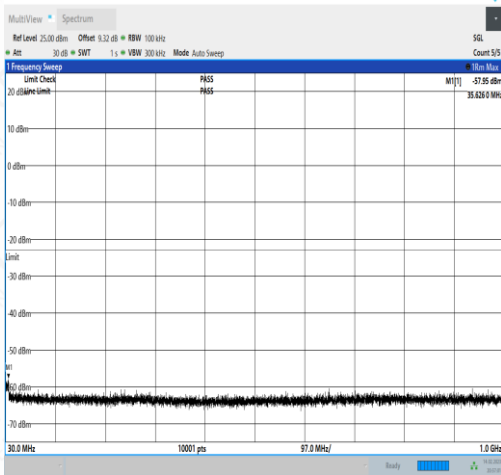 MultiView Spectrum
Ref Level 25.00 dBm Offset 9.32 dB RBW 100 kHz SGL
Att 30 dB SWT 1 s VBW 300 kHz Mode Auto Sweep Count 5/5
1 Frequency Sweep 1Rm Max
Limit Check PASS M1[1] -57.95 dBm
20 dBm Line Limit PASS 35.6260 MHz
10 dBm
0 dBm
-10 dBm
-20 dBm
Limit
-30 dBm
-40 dBm
-50 dBm
M1
-60 dBm
-70 dBm
30.0 MHz 10001 pts 97.0 MHz/ 1.0 GHz
Ready